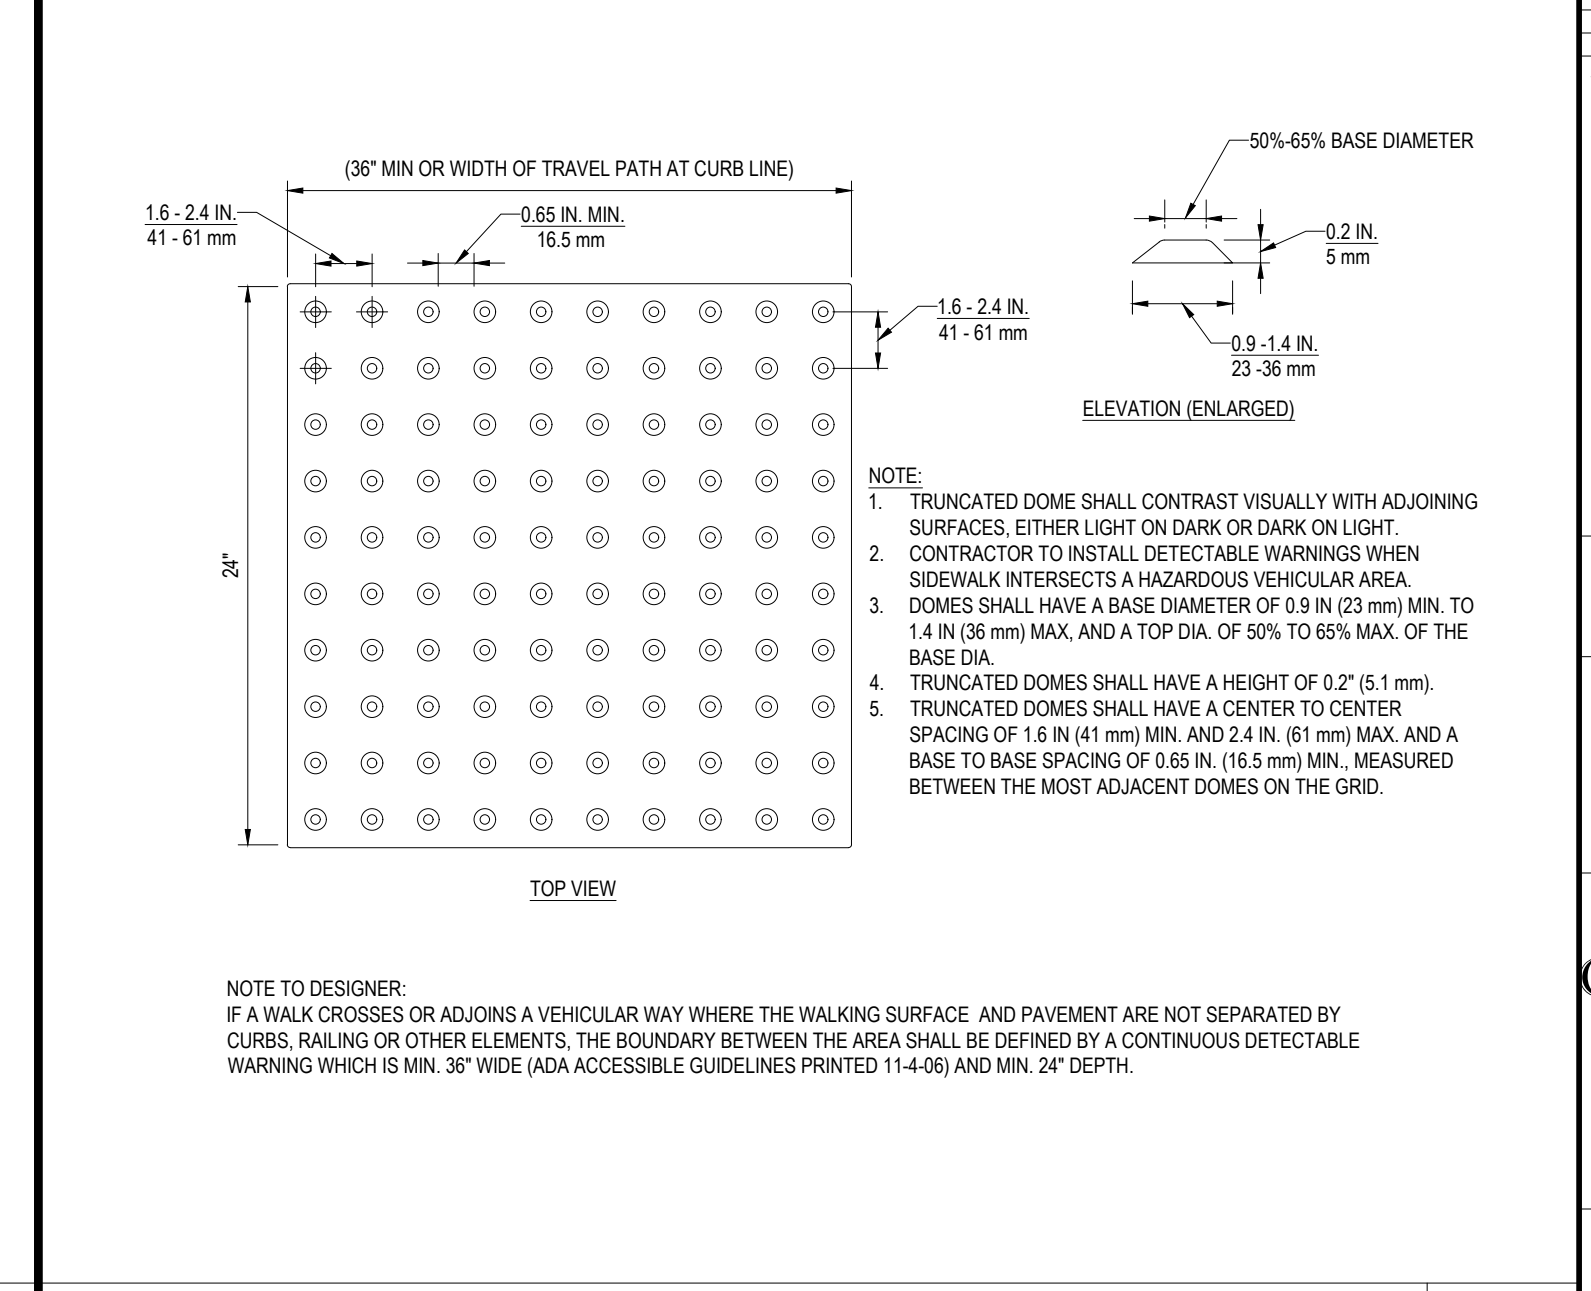 50%-65% BASE DIAMETER
(36" MIN OR WIDTH OF TRAVEL PATH AT CURB LINE)
1.6 - 2.4 IN.
41 - 61 mm
0.65 IN. MIN.
16.5 mm
0.2 IN.
5 mm
1.6 - 2.4 IN.
41 - 61 mm
0.9 -1.4 IN.
23 -36 mm
ELEVATION (ENLARGED)
24"
NOTE:
1. TRUNCATED DOME SHALL CONTRAST VISUALLY WITH ADJOINING
SURFACES, EITHER LIGHT ON DARK OR DARK ON LIGHT.
2. CONTRACTOR TO INSTALL DETECTABLE WARNINGS WHEN
SIDEWALK INTERSECTS A HAZARDOUS VEHICULAR AREA.
3. DOMES SHALL HAVE A BASE DIAMETER OF 0.9 IN (23 mm) MIN. TO
1.4 IN (36 mm) MAX, AND A TOP DIA. OF 50% TO 65% MAX. OF THE
BASE DIA.
4. TRUNCATED DOMES SHALL HAVE A HEIGHT OF 0.2" (5.1 mm).
5. TRUNCATED DOMES SHALL HAVE A CENTER TO CENTER
SPACING OF 1.6 IN (41 mm) MIN. AND 2.4 IN. (61 mm) MAX. AND A
BASE TO BASE SPACING OF 0.65 IN. (16.5 mm) MIN., MEASURED
BETWEEN THE MOST ADJACENT DOMES ON THE GRID.
TOP VIEW
NOTE TO DESIGNER:
IF A WALK CROSSES OR ADJOINS A VEHICULAR WAY WHERE THE WALKING SURFACE AND PAVEMENT ARE NOT SEPARATED BY
CURBS, RAILING OR OTHER ELEMENTS, THE BOUNDARY BETWEEN THE AREA SHALL BE DEFINED BY A CONTINUOUS DETECTABLE
WARNING WHICH IS MIN. 36" WIDE (ADA ACCESSIBLE GUIDELINES PRINTED 11-4-06) AND MIN. 24" DEPTH.